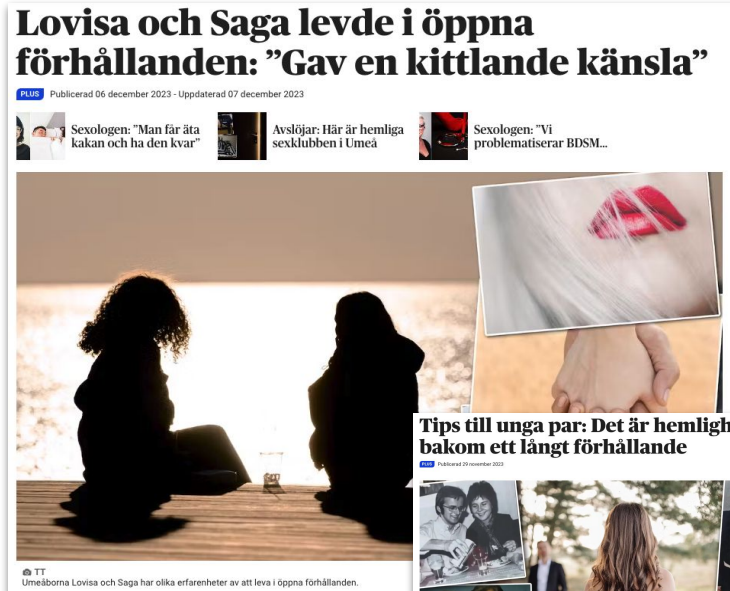 Lovisa och Saga levde i öppna
förhållanden: ”Gav en kittlande känsla”
PLUS Publicerad 06 december 2023 - Uppdaterad 07 december 2023
Sexologen: ”Man får äta
kakan och ha den kvar”
Avslöjar: Här är hemliga
sexklubben i Umeå
Sexologen: ”Vi
problematiserar BDSM...
TT
Umeåborna Lovisa och Saga har olika erfarenheter av att leva i öppna förhållanden.
Tips till unga par: Det är hemligh
bakom ett långt förhållande
PLUS Publicerad 29 november 2023